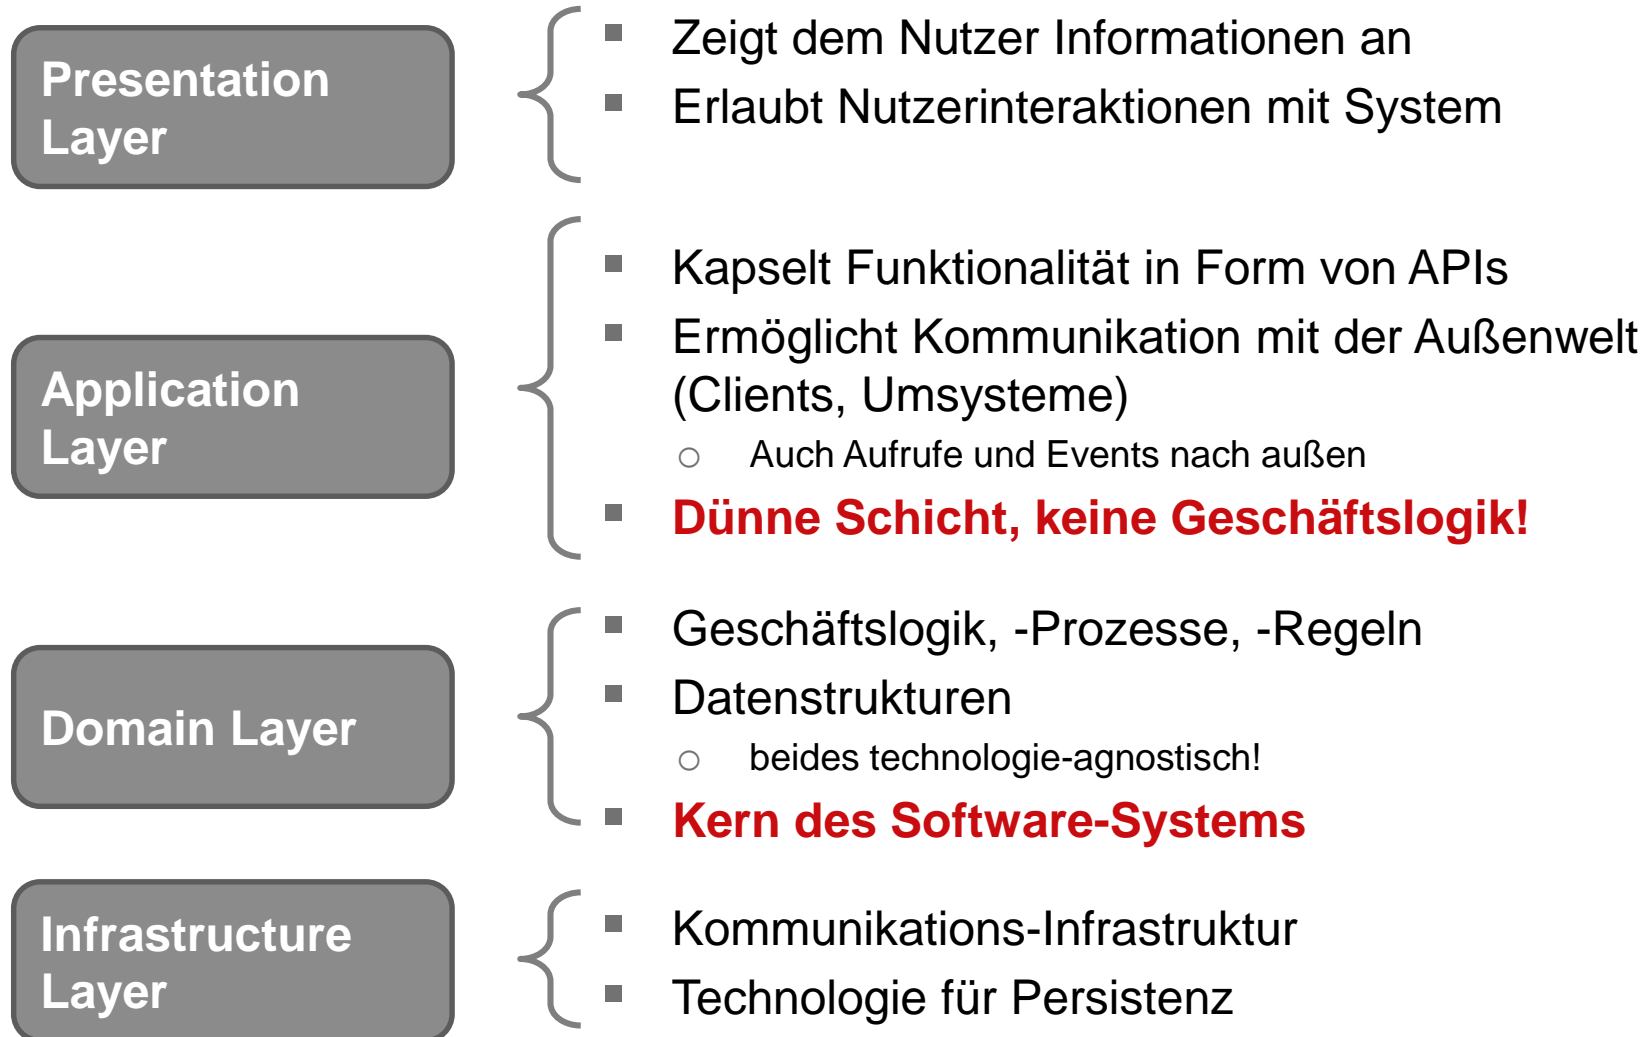 Presentation
Layer
Zeigt dem Nutzer Informationen an
Erlaubt Nutzerinteraktionen mit System
Application
Layer
Kapselt Funktionalität in Form von APIs
Ermöglicht Kommunikation mit der Außenwelt
(Clients, Umsysteme)
Auch Aufrufe und Events nach außen
Dünne Schicht, keine Geschäftslogik!
Domain Layer
Geschäftslogik, -Prozesse, -Regeln
Datenstrukturen
beides technologie-agnostisch!
Kern des Software-Systems
Infrastructure
Layer
Kommunikations-Infrastruktur
Technologie für Persistenz